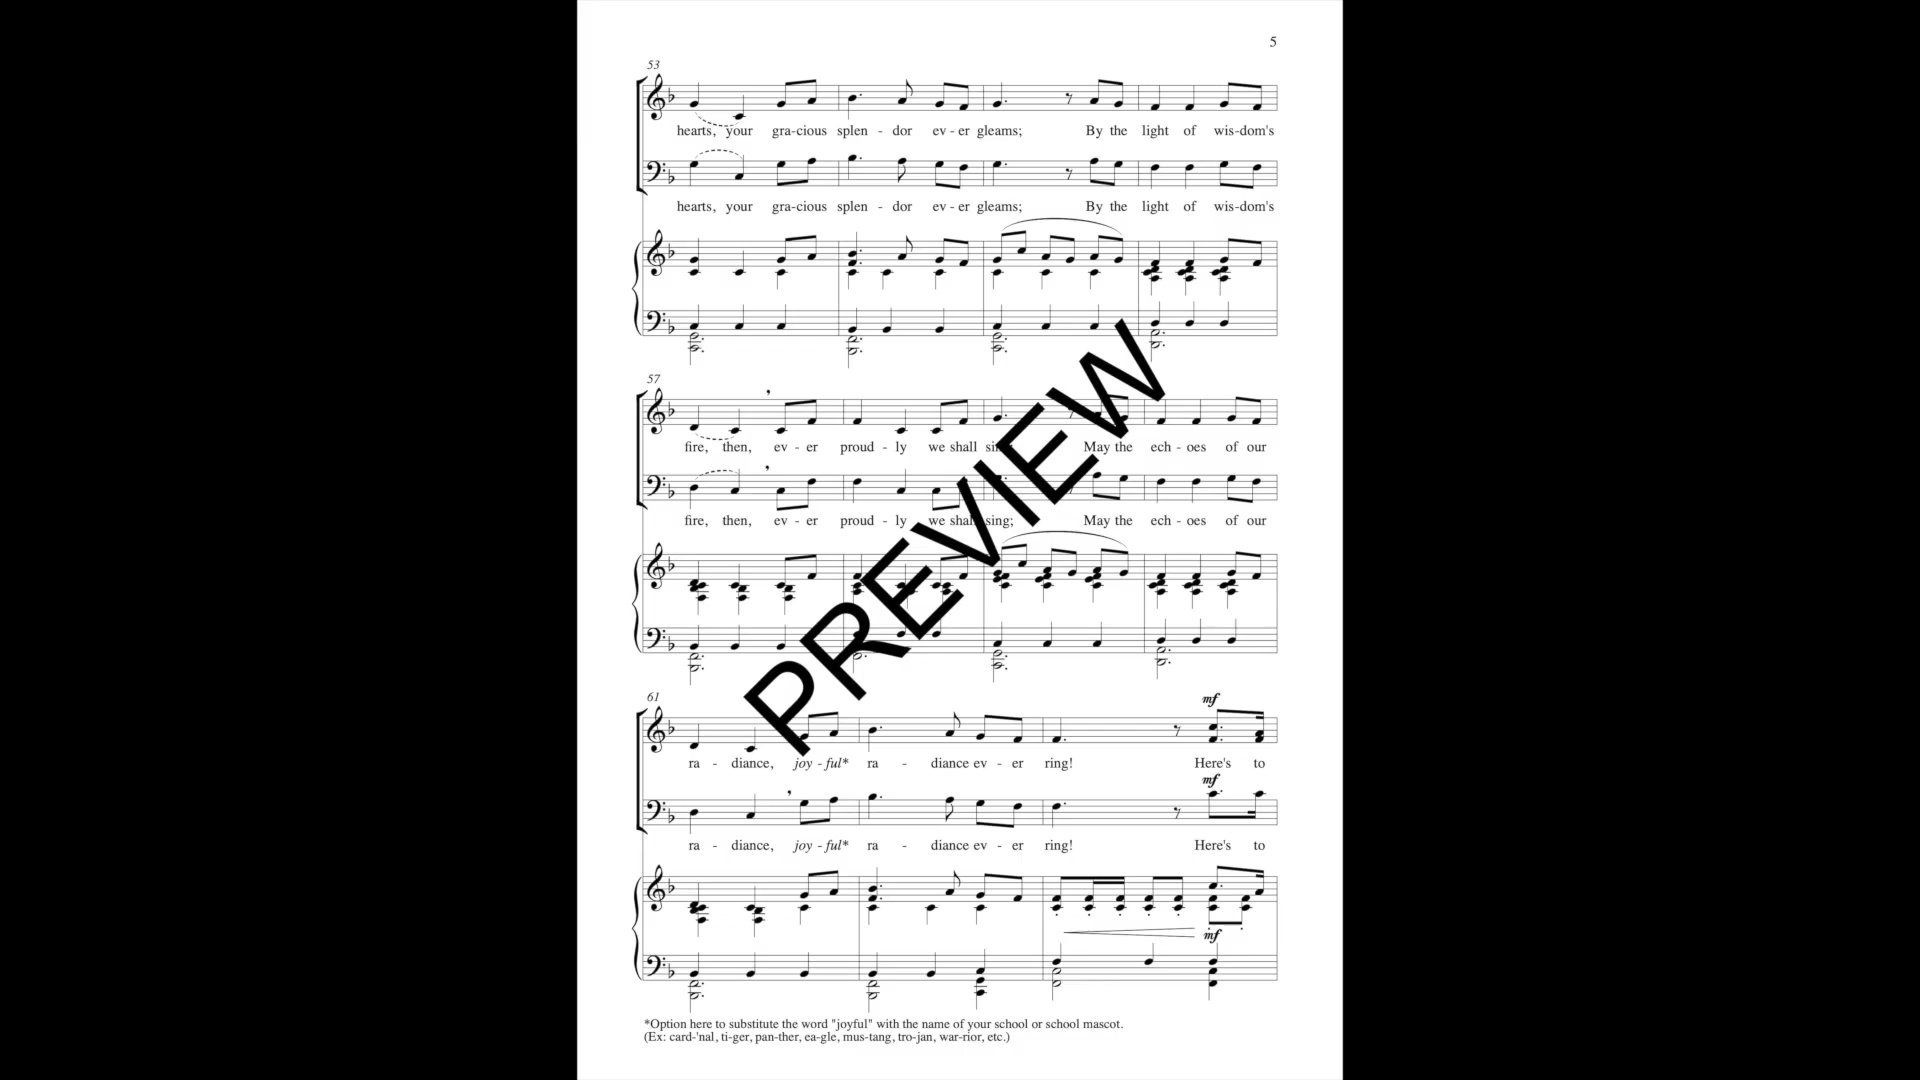 5
53
hearts, your gra-cious splen - dor ev - er gleams; By the light of wis-dom's
hearts, your gra-cious splen - dor ev - er gleams; By the light of wis-dom's
57
fire, then, ev - er proud - ly we shall May the ech - oes of our
fire, then, ev - er proud - ly we shall sing; May the ech - oes of our
PREVIEW
61
mf
ra - diance, joy - ful* ra - diance ev - er ring! Here's to
mf
ra - diance, joy - ful* ra - diance ev - er ring! Here's to
mf
*Option here to substitute the word "joyful" with the name of your school or school mascot.
(Ex: card-'nal, ti-ger, pan-ther, ea-gle, mus-tang, tro-jan, war-rior, etc.)